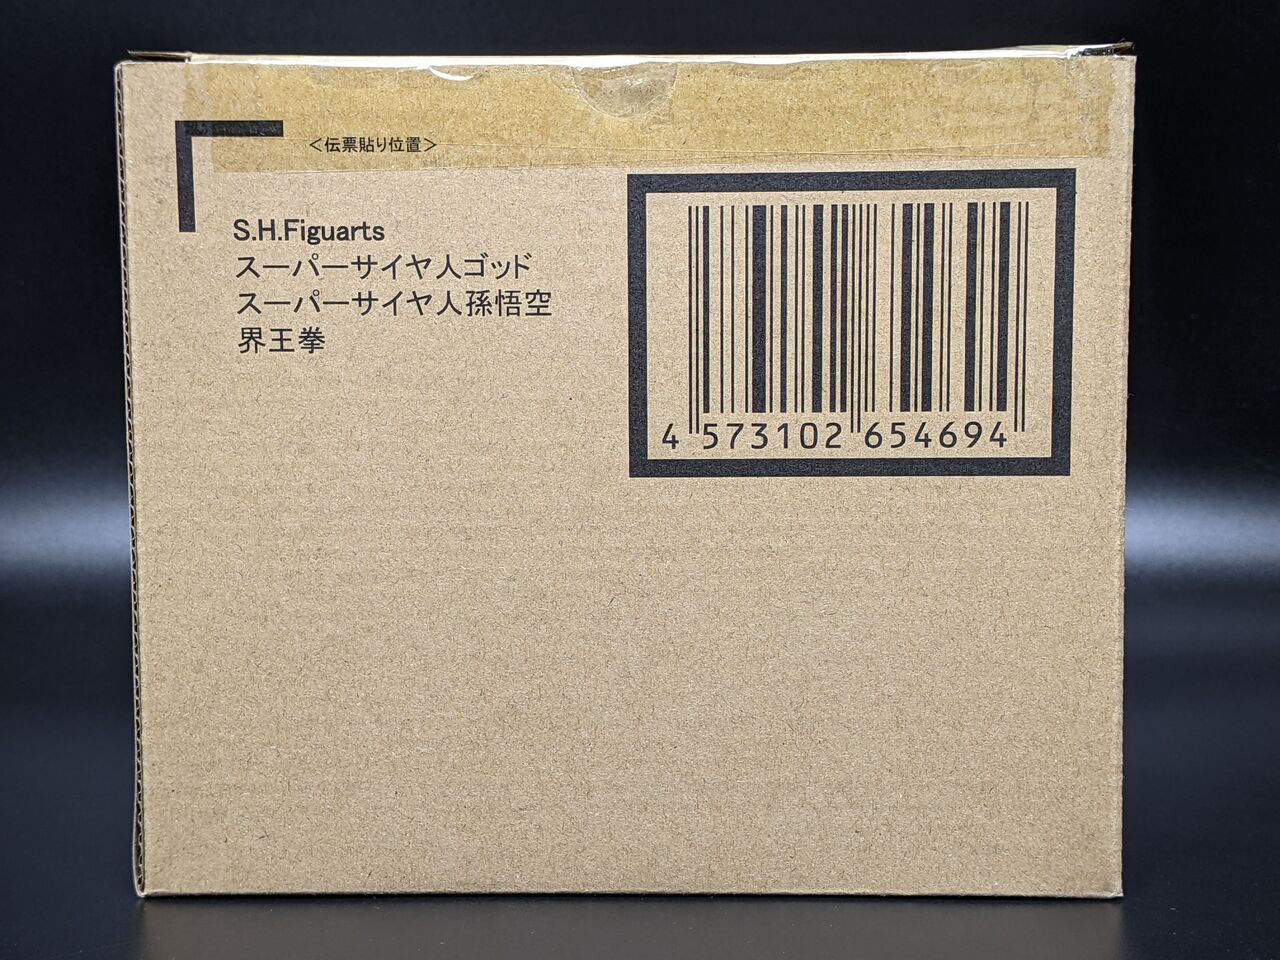 <伝票貼り位置>
S.H.Figuarts
スーパーサイヤ人ゴッド
スーパーサイヤ人孫悟空
界王拳
4 573102 654694